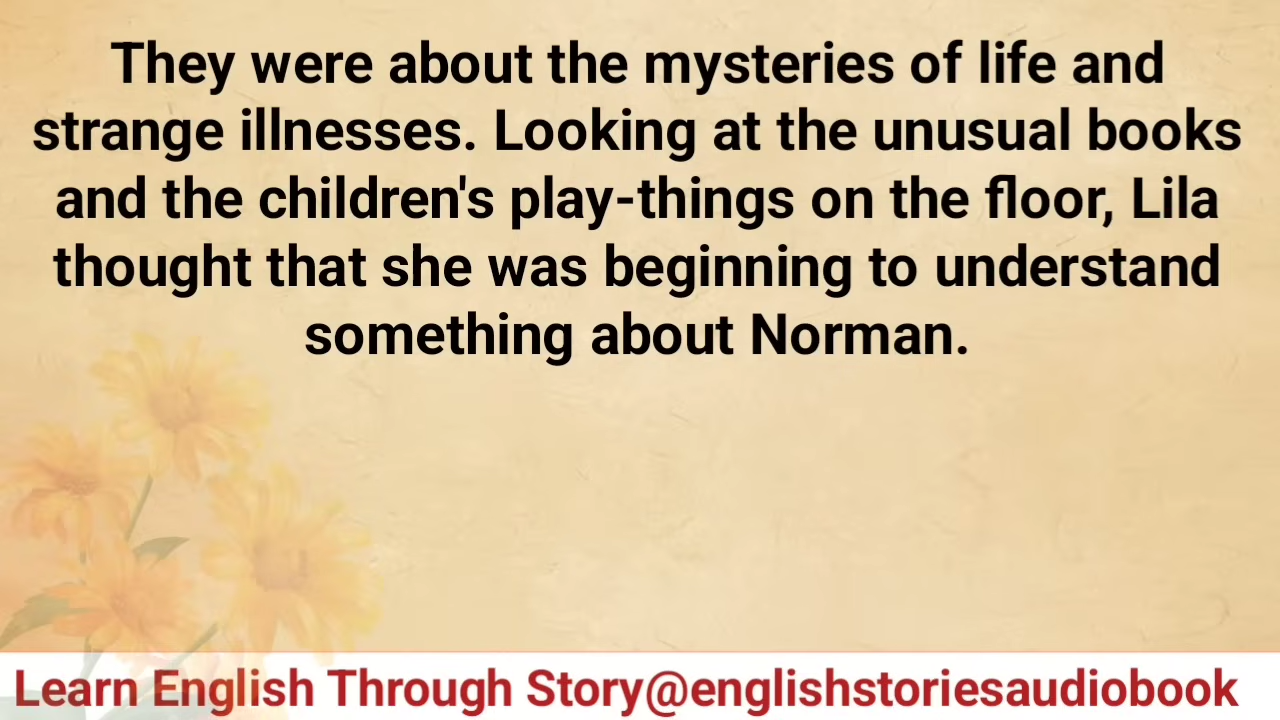 They were about the mysteries of life and
strange illnesses. Looking at the unusual books
and the children's play-things on the floor, Lila
thought that she was beginning to understand
something about Norman.
Learn English Through Story@englishstoriesaudiobook